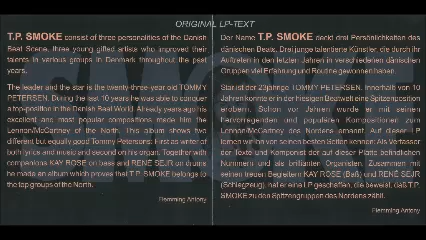 ORIGINAL LP-TEXT
T.P. SMOKE consist of three personalities of the Danish
Beat Scene, three young gifted artists who improved their
talents in various groups in Denmark throughout the past
years.
The leader and the star is the twenty-three-year old TOMMY
PETERSEN. During the last 10 years he was able to conquer
a top-position in the Danish Beat World. Already years ago his
excellent and most popular compositions made him the
Lennon/McCartney of the North. This album shows two
different but equally good Tommy Petersens: First as writer of
both lyrics and music and second on his organ. Together with
companions KAY ROSE on bass and RENÉ SEJR on drums
he made an album which proves that T.P. SMOKE belongs to
the top groups of the North.
Flemming Antony
Der Name T.P. SMOKE deckt drei Persönlichkeiten des
dänischen Beats. Drei junge talentierte Künstler, die durch ihr
Auftreten in den letzten Jahren in verschiedenen dänischen
Gruppen viel Erfahrung und Routine gewonnen haben.
Star ist der 23jährige TOMMY PETERSEN. Innerhalb von 10
Jahren konnte er in der hiesigen Beatwelt eine Spitzenposition
erobern. Schon vor Jahren wurde er mit seinen
hervorregenden und populären Kompositionen zum
Lennon/McCartney des Nordens ernannt. Auf dieser LP
lernen wir ihn von seinen besten Seiten kennen: Als Verfasser
der Texte und Komponist der auf dieser Platte befindlichen
Nummern und als brillianten Organisten. Zusammen mit
seinen treuen Begleitern KAY ROSE (Baß) und RENÉ SEJR
(Schlagzeug), hat er eine LP geschaffen, die beweist, daß T.P.
SMOKE zu den Spitzengruppen des Nordens zählt.
Flemming Antony